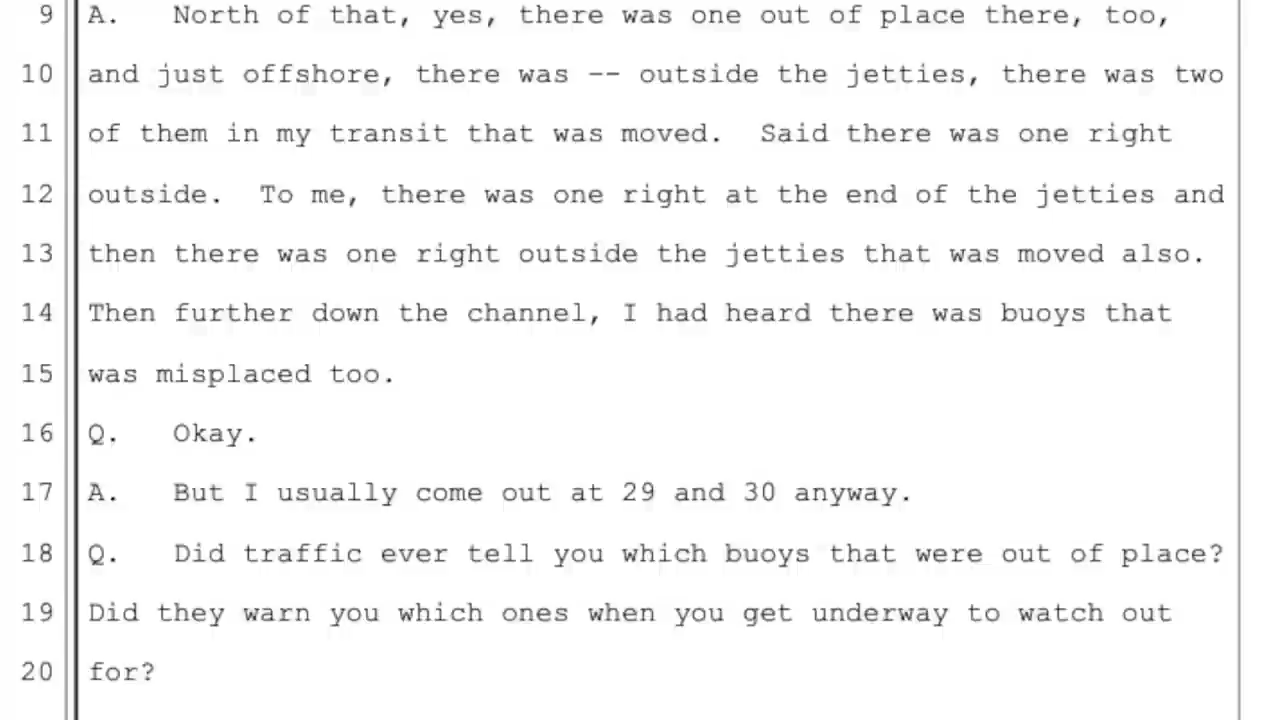 9 A. North of that, yes, there was one out of place there, too,
10 and just offshore, there was -- outside the jetties, there was two
11 of them in my transit that was moved. Said there was one right
12 outside. To me, there was one right at the end of the jetties and
13 then there was one right outside the jetties that was moved also.
14 Then further down the channel, I had heard there was buoys that
15 was misplaced too.
16 Q. Okay.
17 A. But I usually come out at 29 and 30 anyway.
18 Q. Did traffic ever tell you which buoys that were out of place?
19 Did they warn you which ones when you get underway to watch out
20 for?